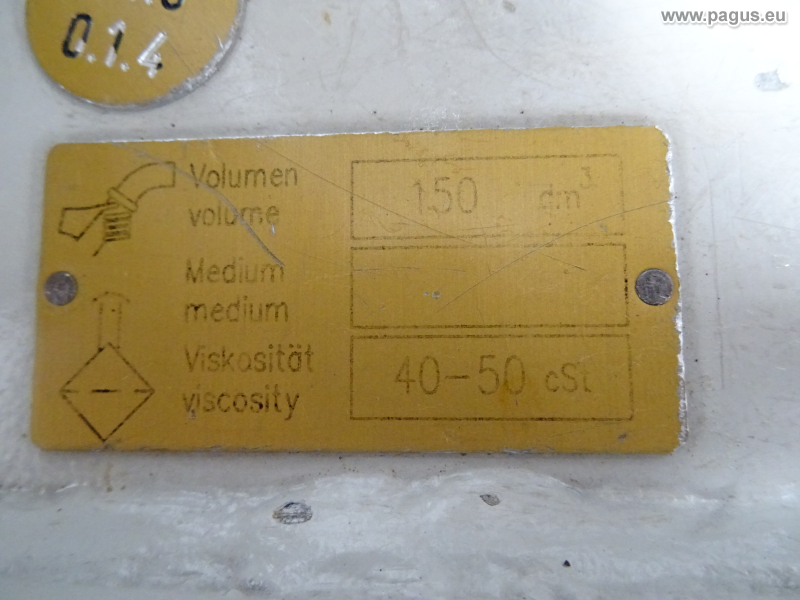 www.pagus.eu
0.1.4
Volumen
volume
150 dm³
Medium
medium
Viskosität
viscosity
40-50 cSt